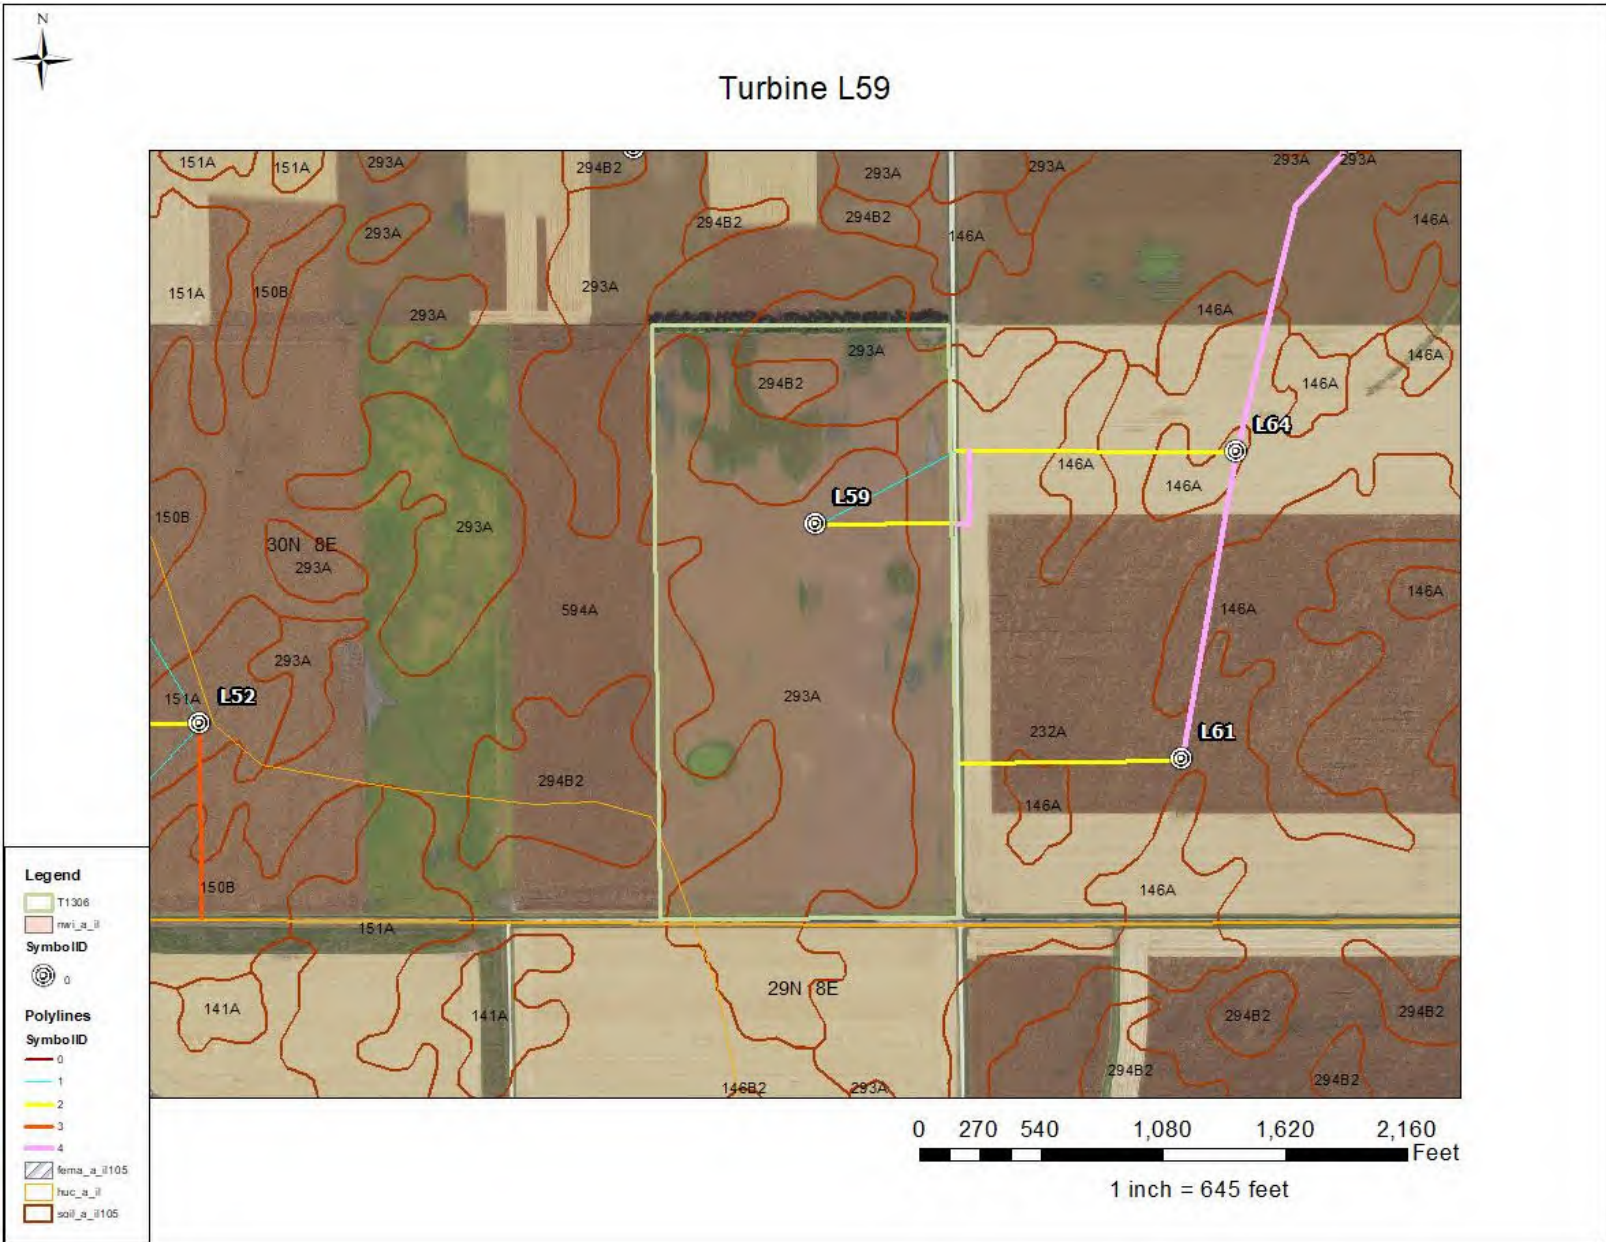 N
Turbine L59
151A 151A 293A 294B2 293A 293A 293A 293A
293A 294B2 294B2 146A 146A
151A 150B 293A 293A 146A
293A 294B2 146A 146A
L64
150B 293A L59 146A 146A
30N 8E
293A
594A 146A 146A
293A
151A L52 293A 232A L61
294B2 146A
150B 146A
151A
141A 141A 29N 8E 294B2 294B2
294B2 294B2
146B2 293A
Legend
T1306
nwi_a_il
SymbolID
0
Polylines
SymbolID
0
1
2
3
4
fema_a_il105
huc_a_il
soil_a_il105
0 270 540 1,080 1,620 2,160
Feet
1 inch = 645 feet